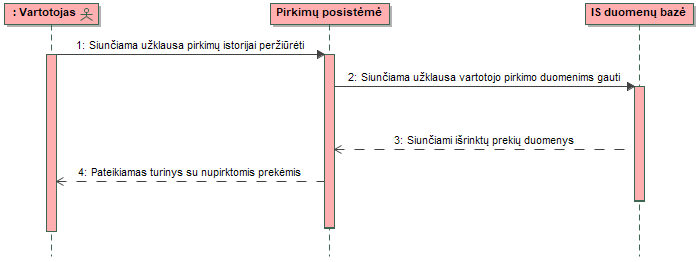 : Vartotojas
Pirkimų posistėmė
IS duomenų bazė
1: Siunčiama užklausa pirkimų istorijai peržiūrėti
2: Siunčiama užklausa vartotojo pirkimo duomenims gauti
3: Siunčiami išrinktų prekių duomenys
4: Pateikiamas turinys su nupirktomis prekėmis